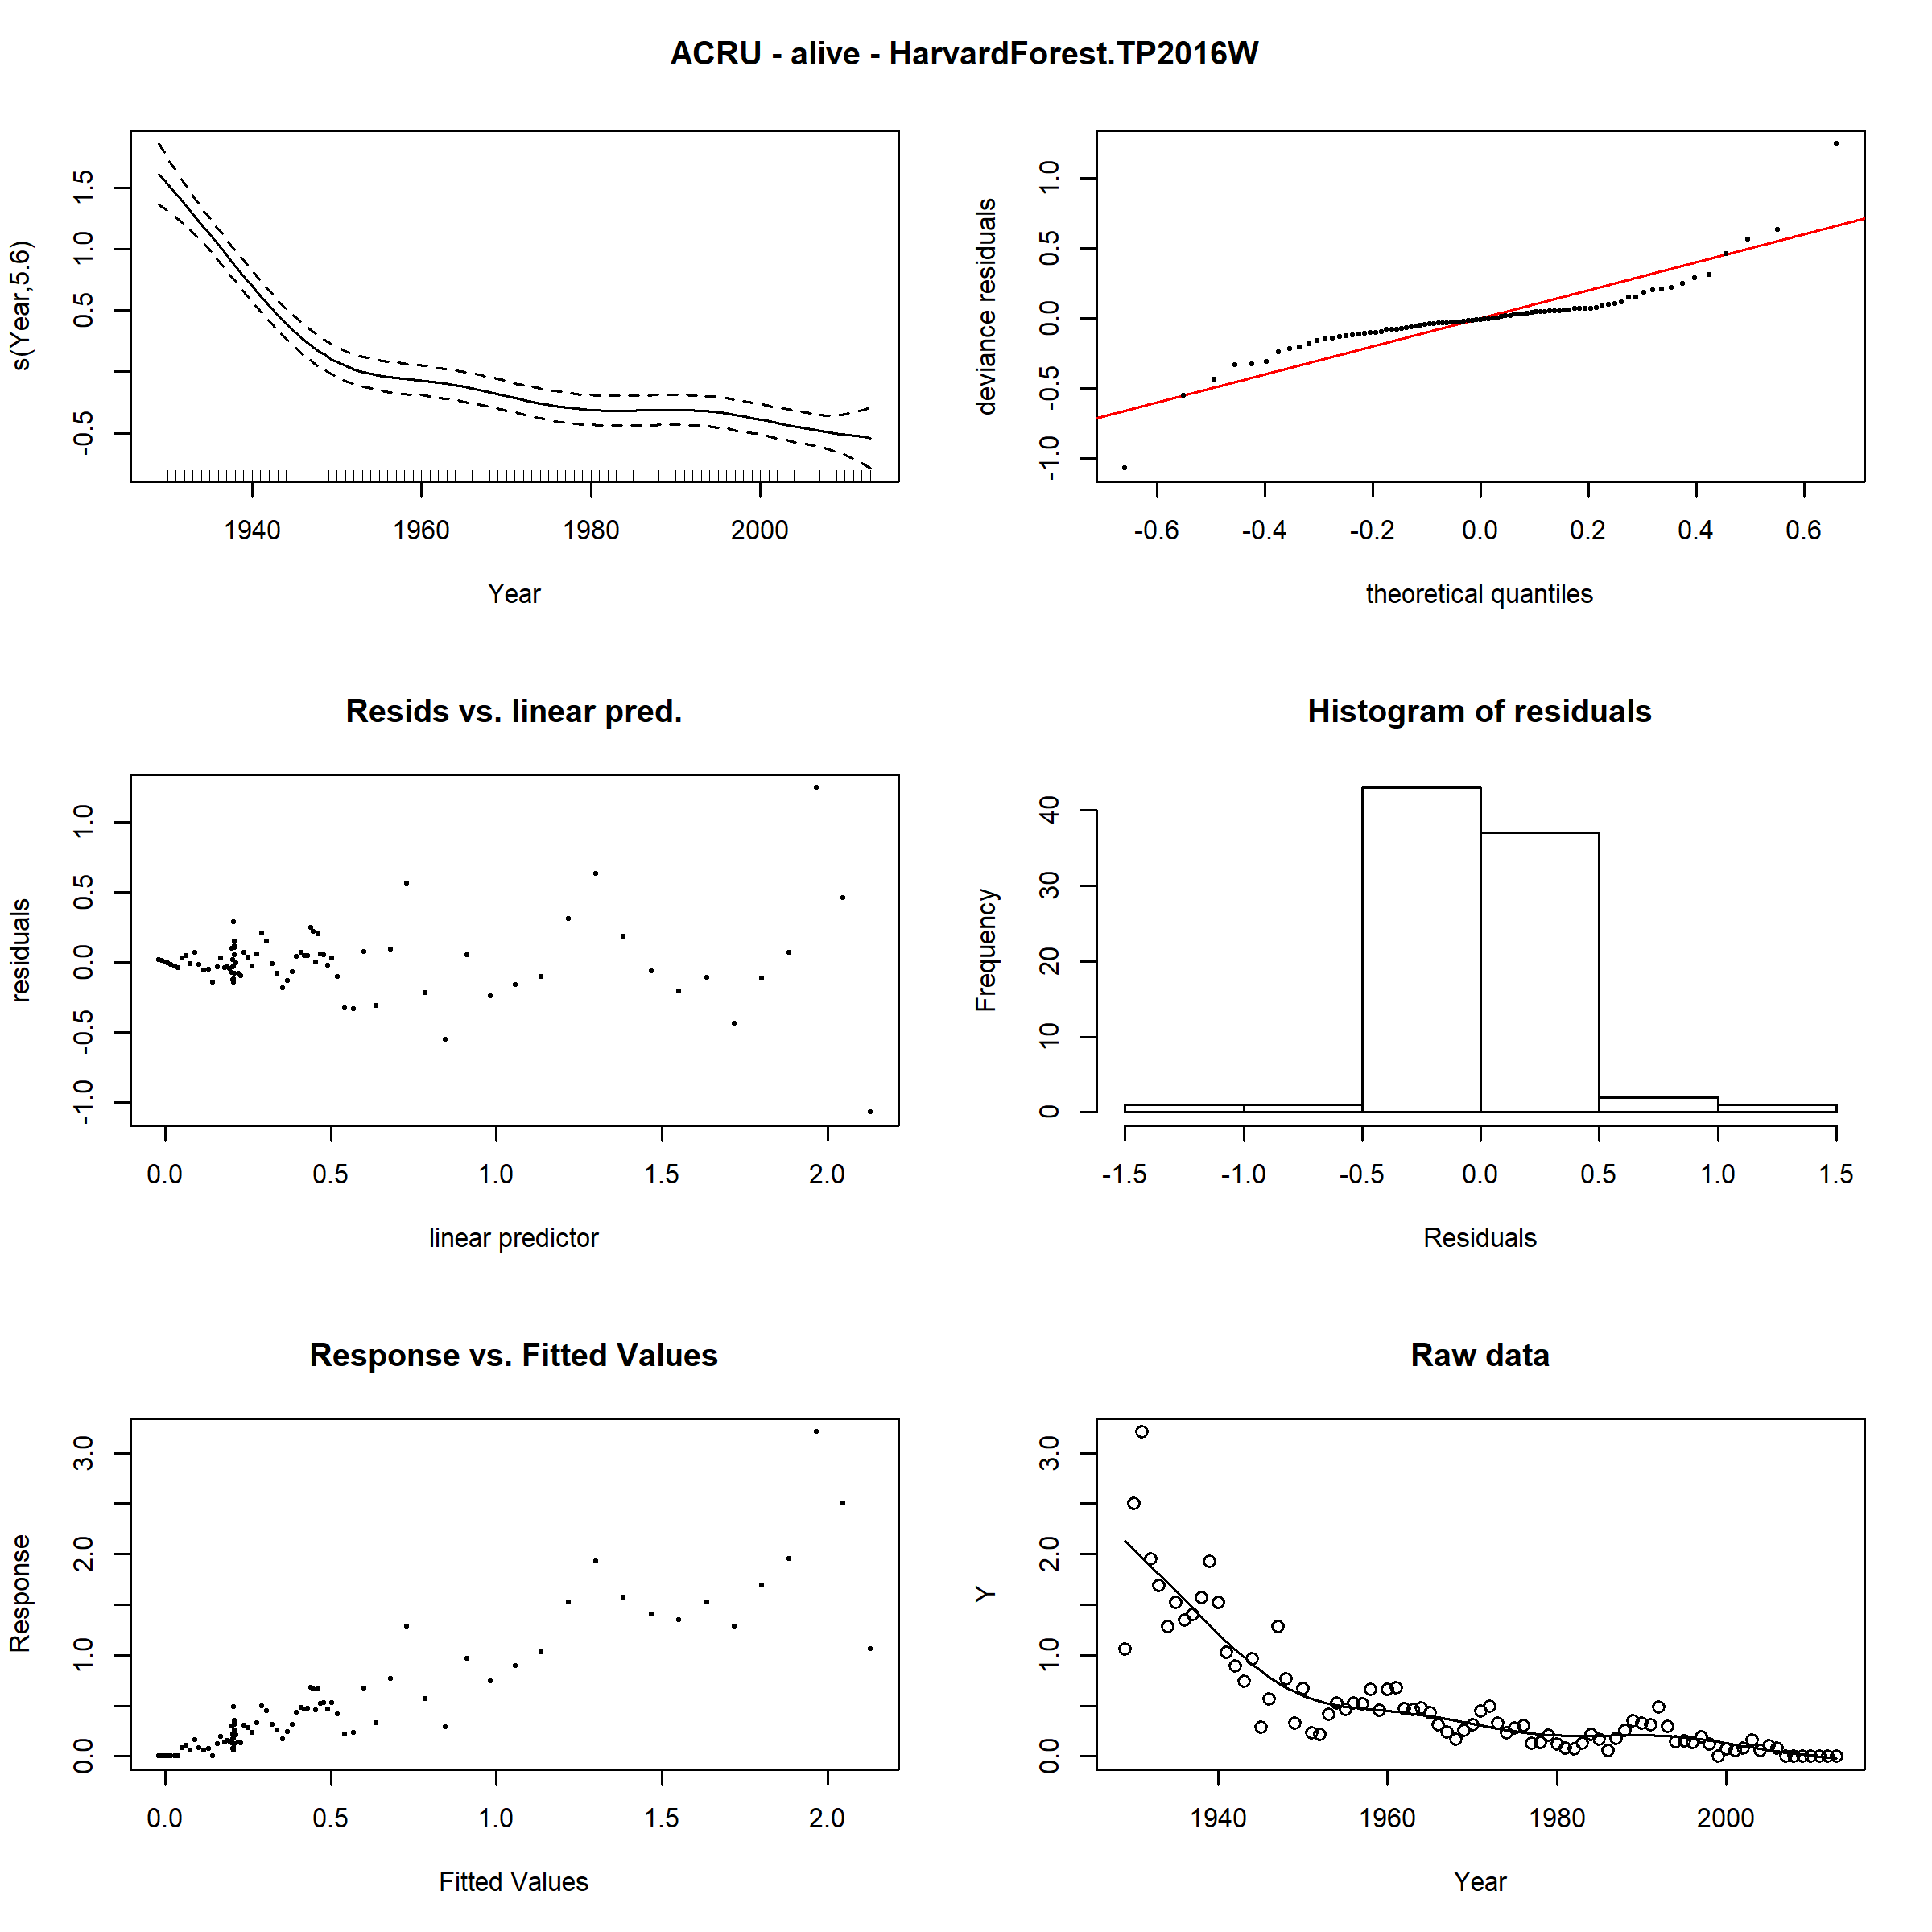 ACRU - alive - HarvardForest.TP2016W
s(Year,5.6)
-0.5 0.5 1.0 1.5
1940 1960 1980 2000
Year
deviance residuals
-1.0 -0.5 0.0 0.5 1.0
-0.6 -0.4 -0.2 0.0 0.2 0.4 0.6
theoretical quantiles
Resids vs. linear pred.
residuals
-1.0 -0.5 0.0 0.5 1.0
0.0 0.5 1.0 1.5 2.0
linear predictor
Histogram of residuals
Frequency
0 10 20 30 40
-1.5 -1.0 -0.5 0.0 0.5 1.0 1.5
Residuals
Response vs. Fitted Values
Response
0.0 1.0 2.0 3.0
0.0 0.5 1.0 1.5 2.0
Fitted Values
Raw data
Y
0.0 1.0 2.0 3.0
1940 1960 1980 2000
Year